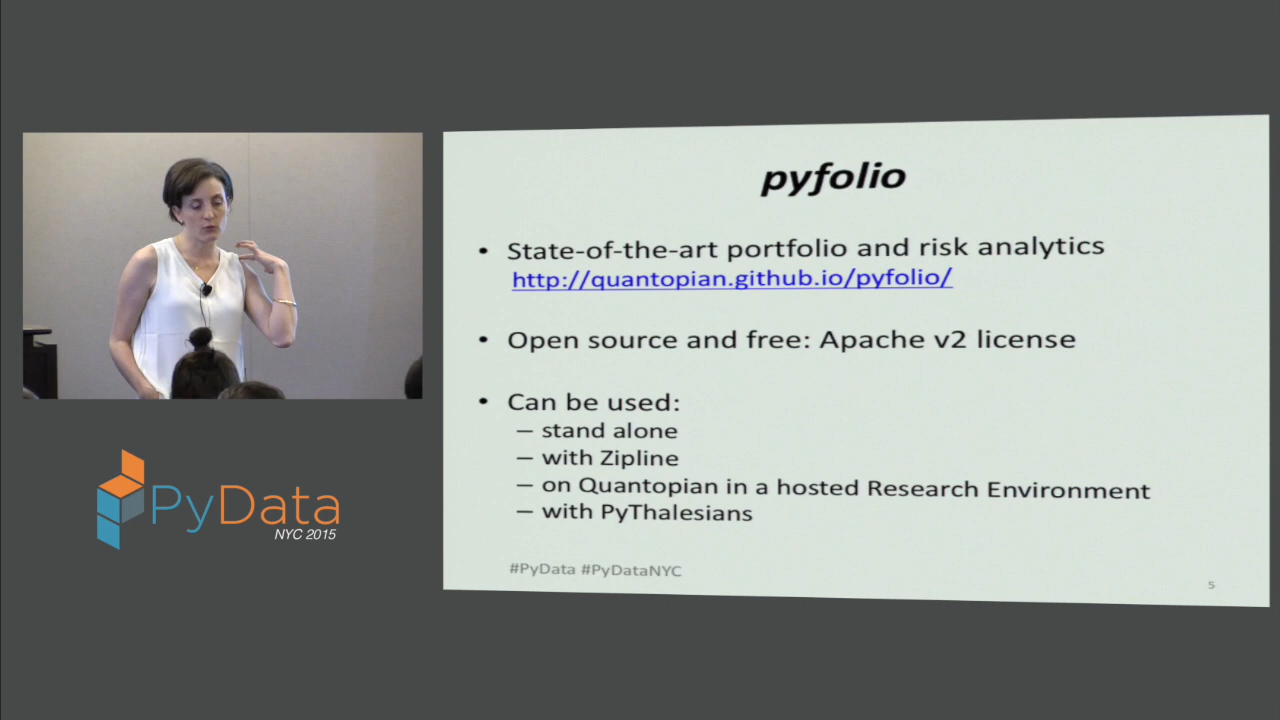 pyfolio
• State-of-the-art portfolio and risk analytics
http://quantopian.github.io/pyfolio/
• Open source and free: Apache v2 license
• Can be used:
– stand alone
– with Zipline
– on Quantopian in a hosted Research Environment
– with PyThalesians
#PyData #PyDataNYC
5
PyData
NYC 2015